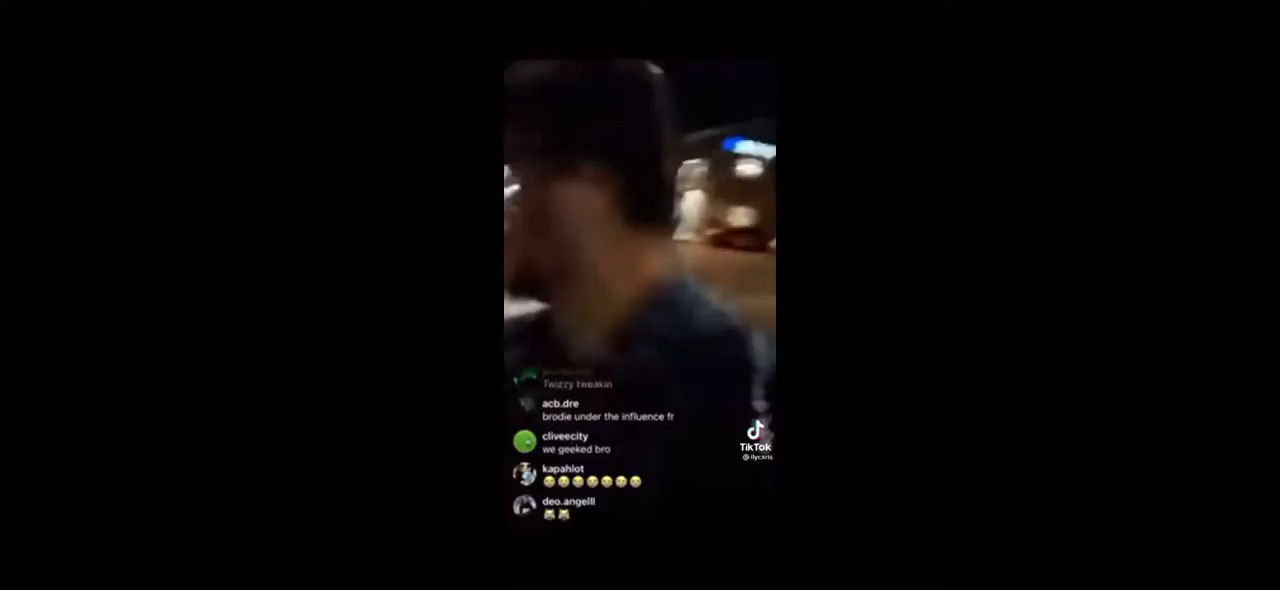 Twizzy tweakin
acb.dre
brodie under the influence fr
cliveecity
we geeked bro
kapahlot
😭😭😭😭😭😭😭
deo.angelll
😹😹
TikTok
@ilycxris